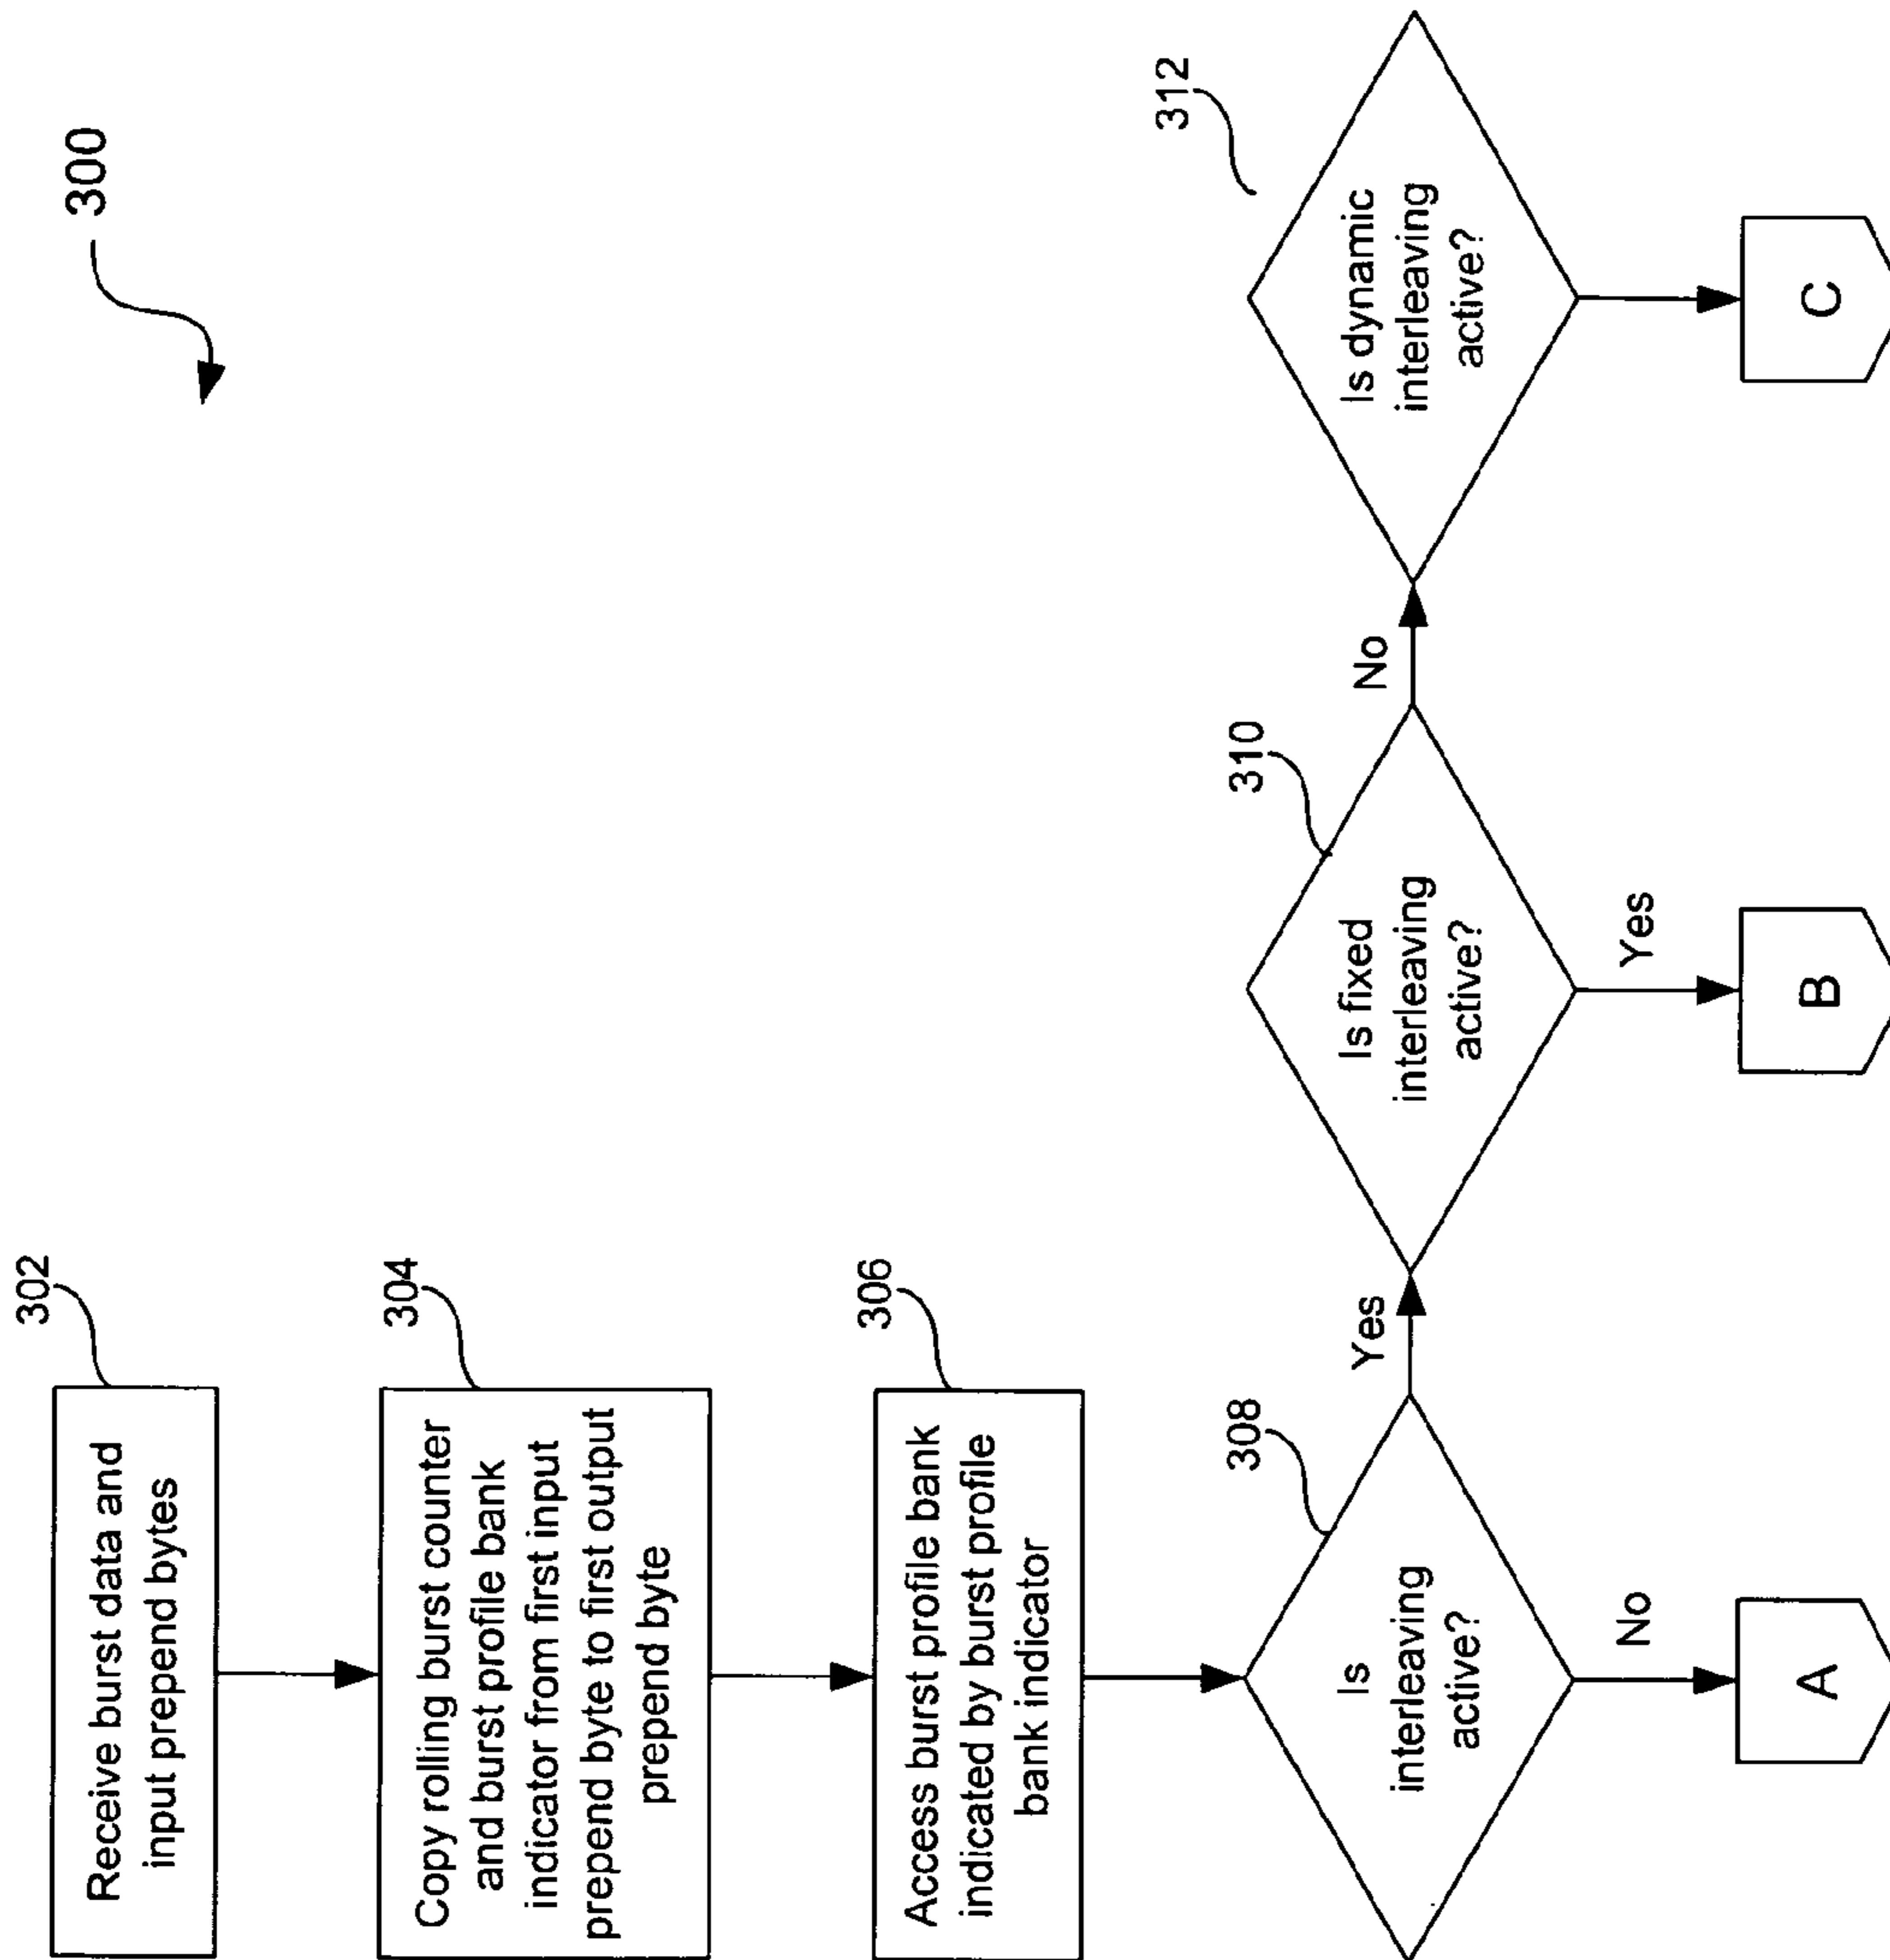 300
302
Receive burst data and
input prepend bytes
304
Copy rolling burst counter
and burst profile bank
indicator from first input
prepend byte to first output
prepend byte
306
Access burst profile bank
indicated by burst profile
bank indicator
308
Is
interleaving
active?
Yes
No
A
310
Is fixed
interleaving
active?
No
Yes
B
312
Is dynamic
interleaving
active?
C